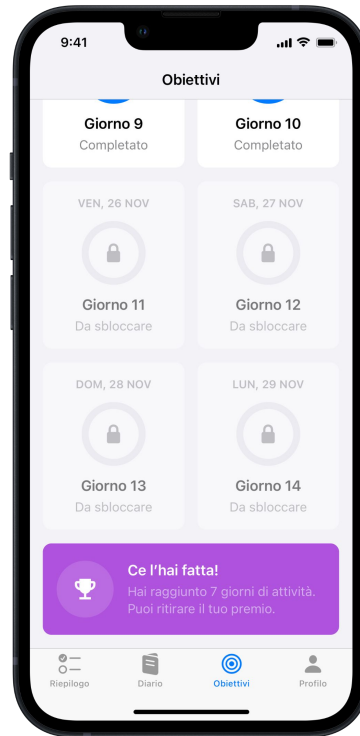 9:41
Obiettivi
Giorno 9
Completato
Giorno 10
Completato
VEN, 26 NOV
Giorno 11
Da sbloccare
SAB, 27 NOV
Giorno 12
Da sbloccare
DOM, 28 NOV
Giorno 13
Da sbloccare
LUN, 29 NOV
Giorno 14
Da sbloccare
Ce l’hai fatta!
Hai raggiunto 7 giorni di attività.
Puoi ritirare il tuo premio.
Riepilogo
Diario
Obiettivi
Profilo